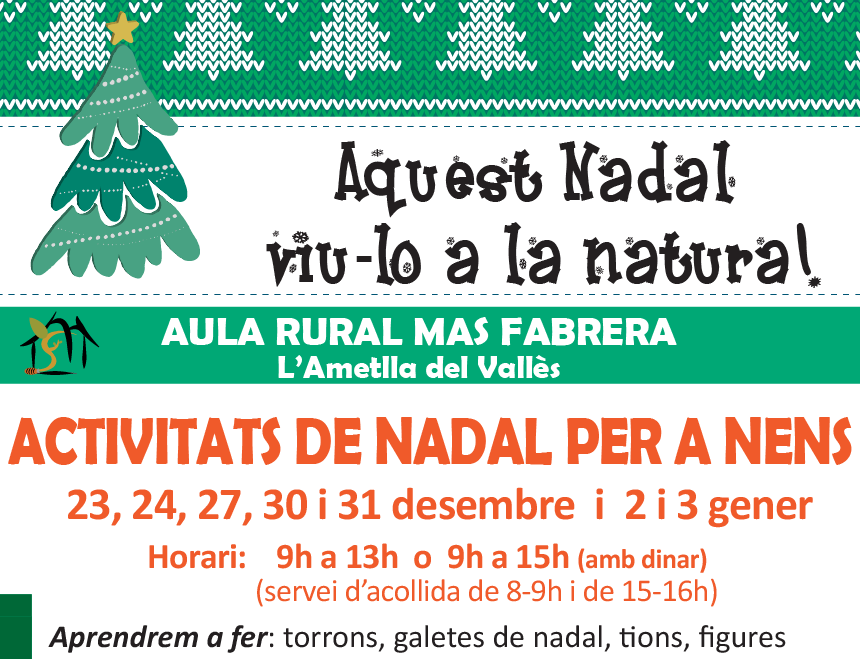 Aquest Nadal
viu-lo a la natura!
AULA RURAL MAS FABRERA
L'Ametlla del Vallès
ACTIVITATS DE NADAL PER A NENS
23, 24, 27, 30 i 31 desembre i 2 i 3 gener
Horari: 9h a 13h o 9h a 15h (amb dinar)
(servei d'acollida de 8-9h i de 15-16h)
Aprendrem a fer: torrons, galetes de nadal, tions, figures